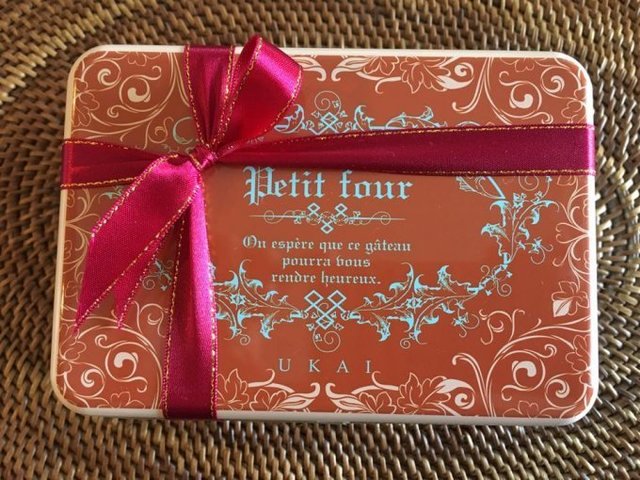 Petit four
On espère que ce gâteau
pourra vous
rendre heureux.
UKAI